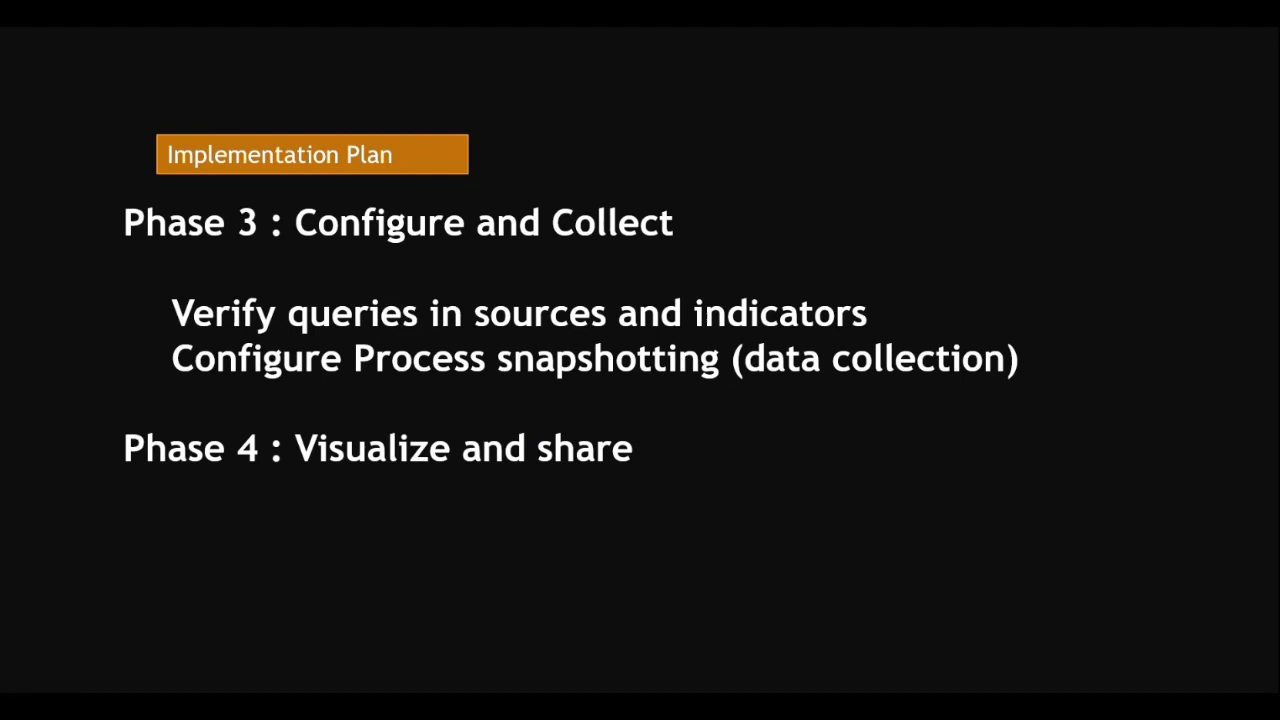 Implementation Plan
Phase 3 : Configure and Collect
Verify queries in sources and indicators
Configure Process snapshotting (data collection)
Phase 4 : Visualize and share